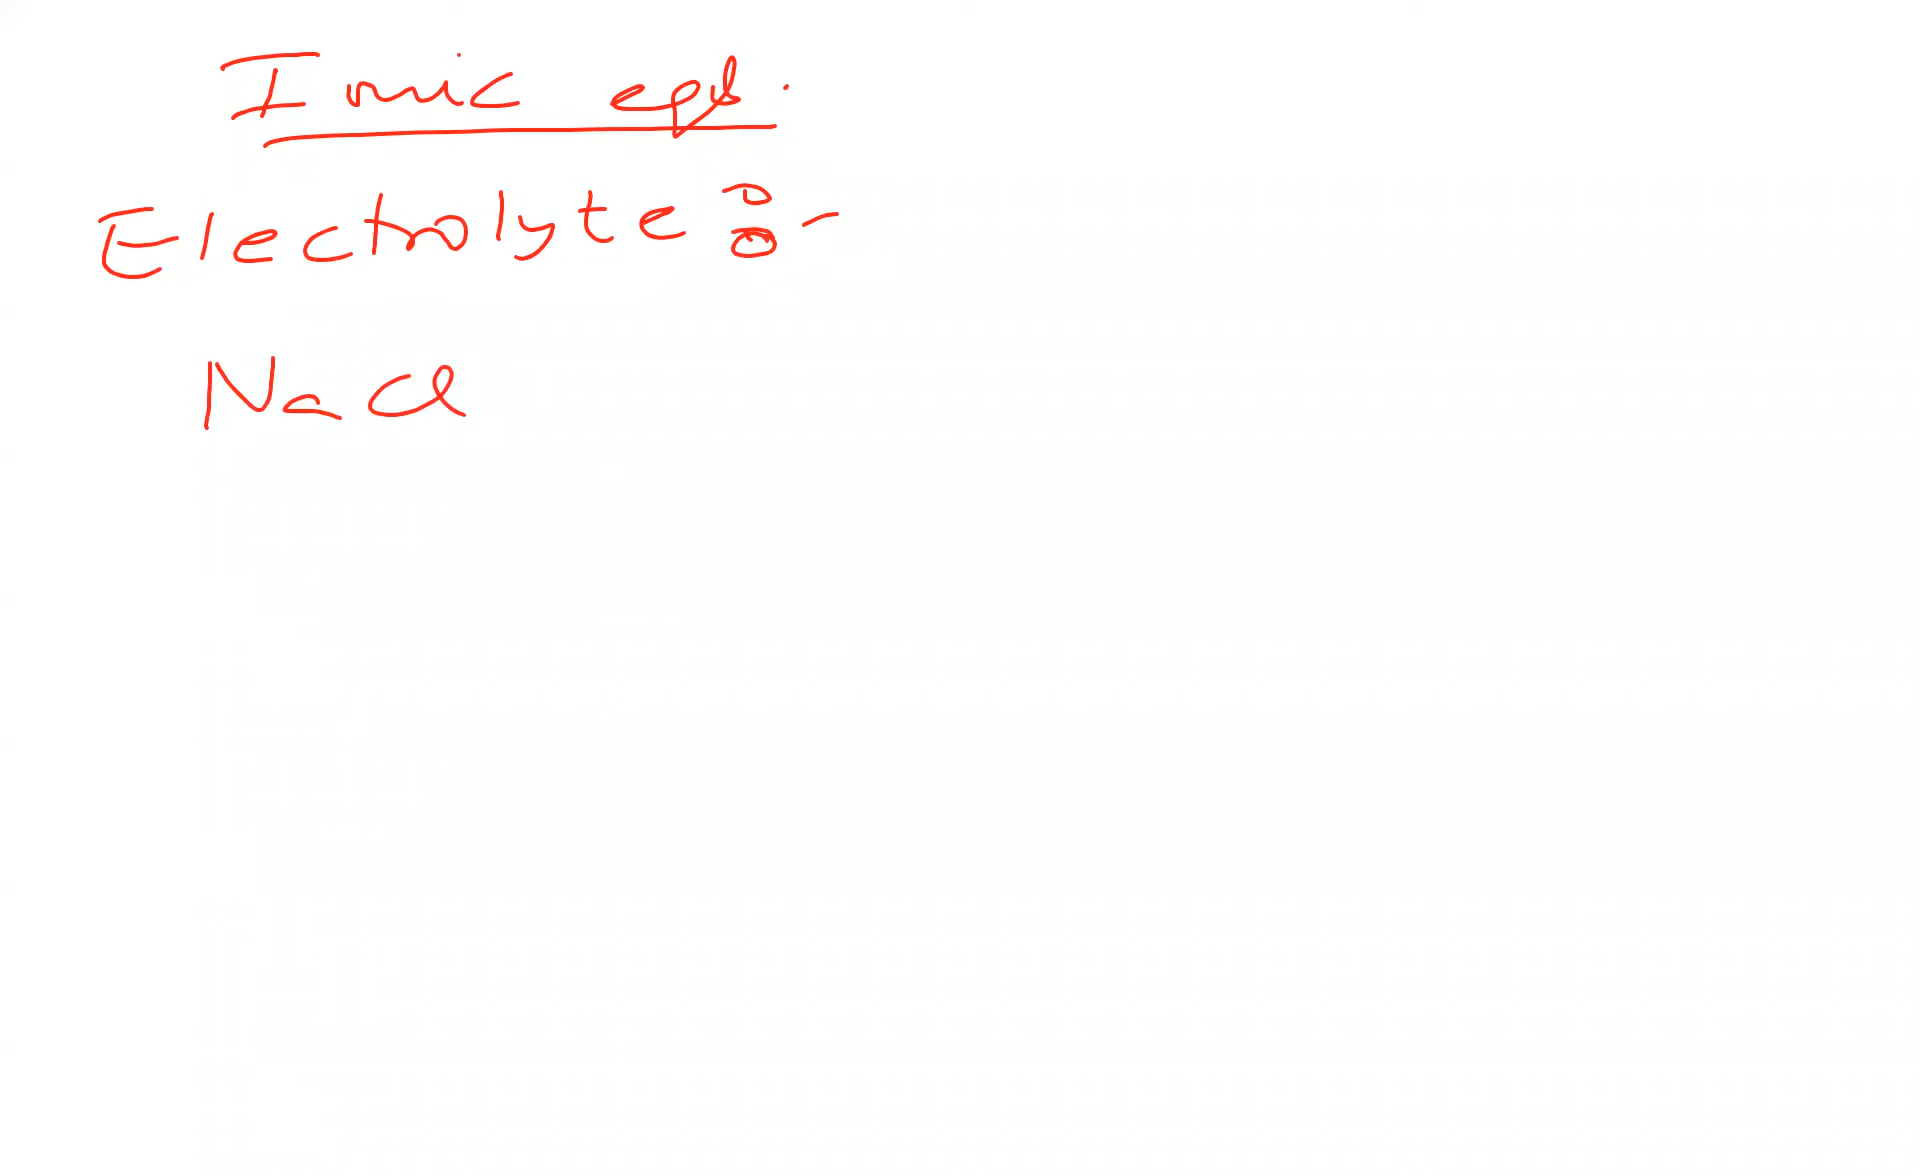 Ionic eqb.
Electrolyte :-
NaCl